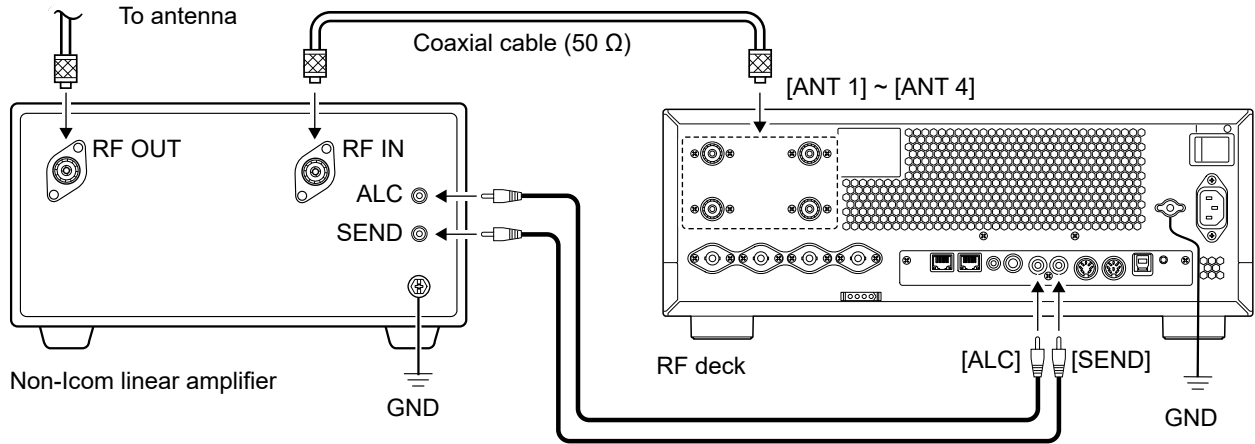 To antenna
Coaxial cable (50 Ω)
[ANT 1] ~ [ANT 4]
RF OUT
RF IN
ALC
SEND
Non-Icom linear amplifier
GND
RF deck
[ALC]
[SEND]
GND